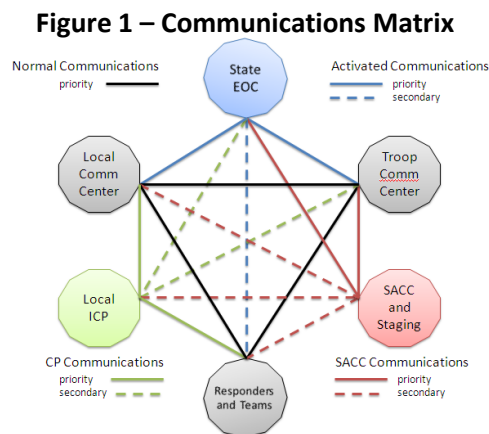 Figure 1 – Communications Matrix
Normal Communications
priority
State
EOC
Activated Communications
priority
secondary
Local
Comm
Center
Troop
Comm
Center
Local
ICP
SACC
and
Staging
CP Communications
priority
secondary
Responders
and Teams
SACC Communications
priority
secondary